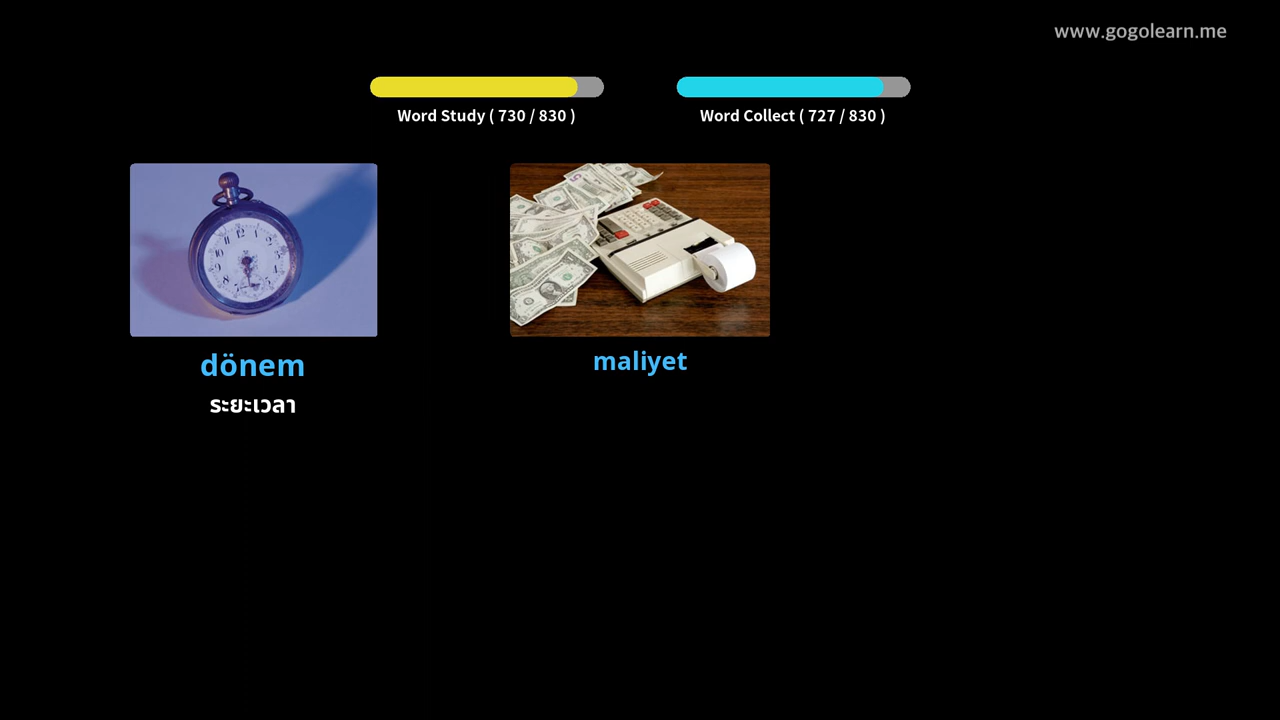 www.gogolearn.me
Word Study ( 730 / 830 )
Word Collect ( 727 / 830 )
dönem
ระยะเวลา
maliyet